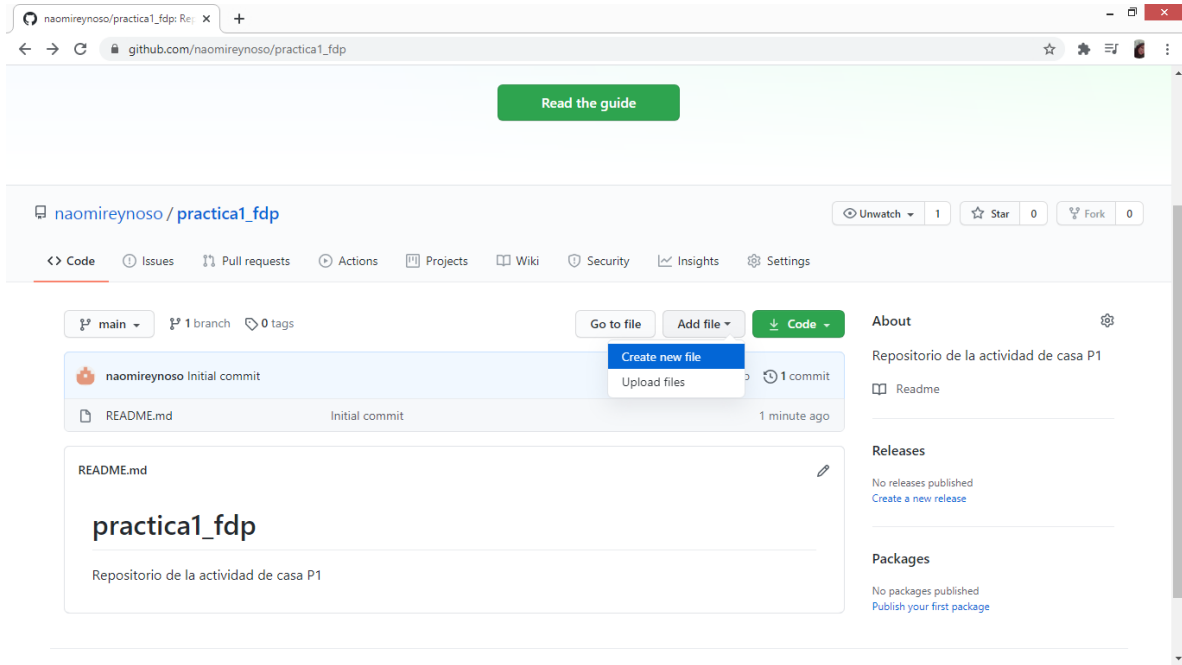 naomireynoso/practica1_fdp: Rep
github.com/naomireynoso/practica1_fdp
Read the guide
naomireynoso / practica1_fdp
Unwatch 1 Star 0 Fork 0
Code Issues Pull requests Actions Projects Wiki Security Insights Settings
main 1 branch 0 tags Go to file Add file Code
Create new file
Upload files
naomireynoso Initial commit 1 commit
README.md Initial commit 1 minute ago
README.md
practica1_fdp
Repositorio de la actividad de casa P1
About
Repositorio de la actividad de casa P1
Readme
Releases
No releases published
Create a new release
Packages
No packages published
Publish your first package